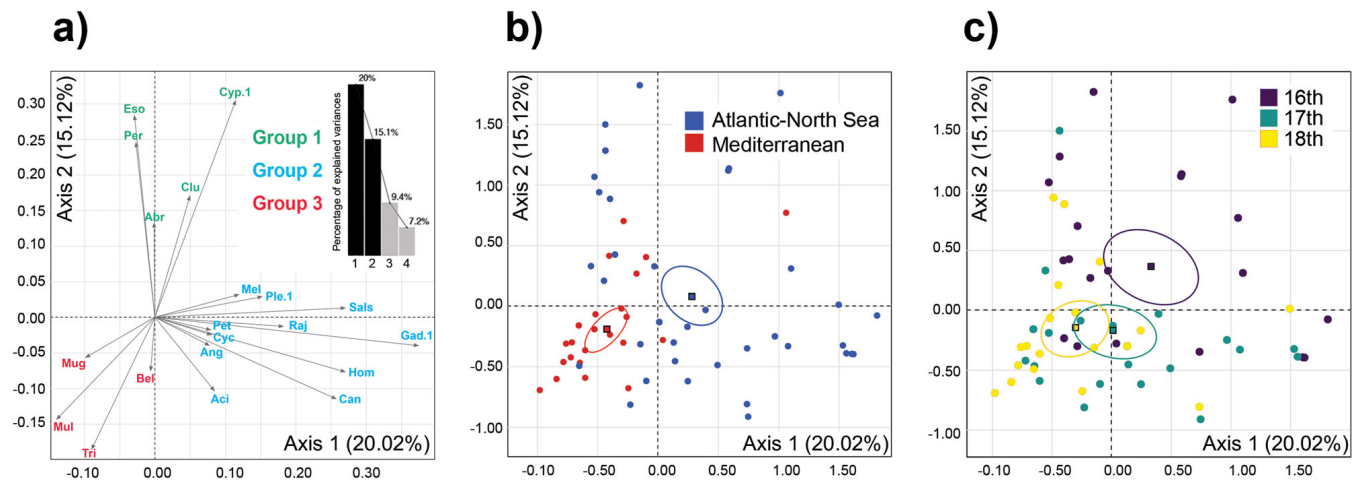 a)
Axis 2 (15.12%)
0.30
0.25
0.20
0.15
0.10
0.05
0.00
-0.05
-0.10
-0.15
Eso
Cyp.1
Per
Clu
Abr
Group 1
Group 2
Group 3
Percentage of explained variances
20%
15.1%
9.4%
7.2%
1 2 3 4
Mel
Ple.1
Sals
Pet
Raj
Cyc
Gad.1
Ang
Mug
Bel
Hom
Aci
Can
Mul
Tri
Axis 1 (20.02%)
-0.10 0.00 0.10 0.20 0.30
b)
Axis 2 (15.12%)
1.50
1.00
0.50
0.00
-0.50
-1.00
Atlantic-North Sea
Mediterranean
Axis 1 (20.02%)
-0.10 -0.50 0.00 0.50 1.00 1.50
c)
Axis 2 (15.12%)
1.50
1.00
0.50
0.00
-0.50
-1.00
16th
17th
18th
Axis 1 (20.02%)
-0.10 -0.50 0.00 0.50 1.00 1.50